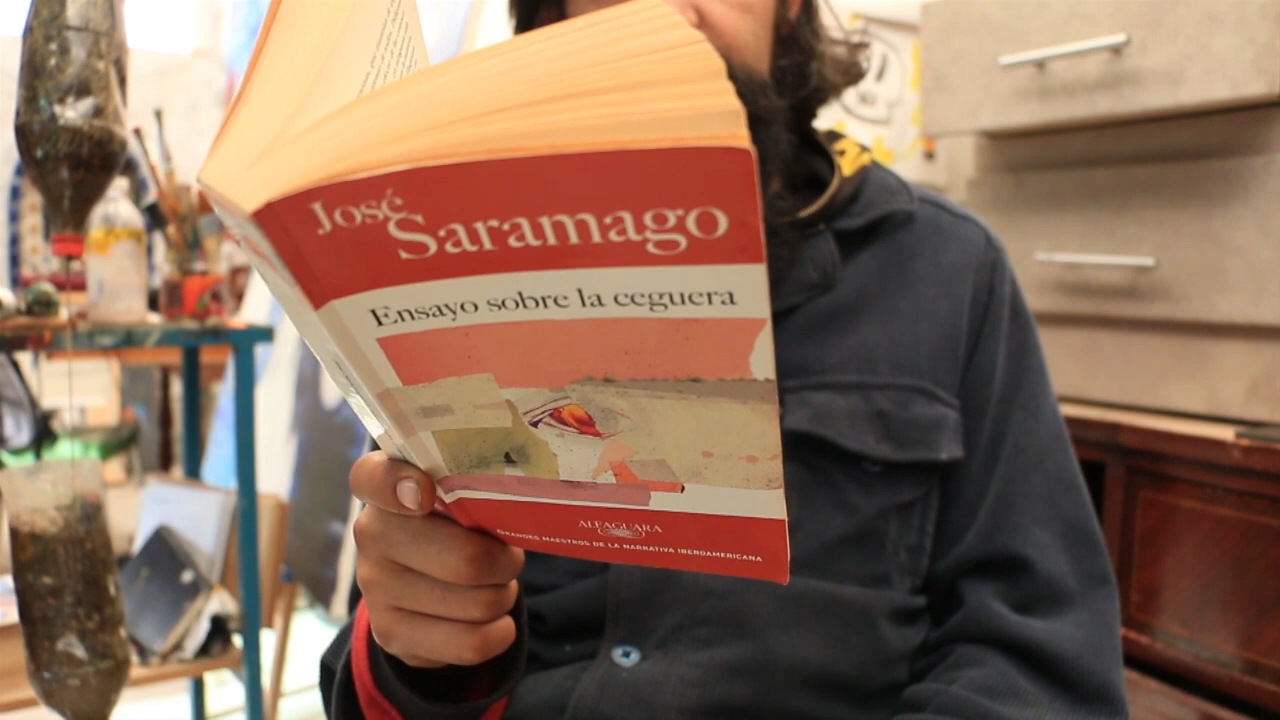 José
Saramago
Ensayo sobre la ceguera
ALFAGUARA
GRANDES MAESTROS DE LA NARRATIVA IBEROAMERICANA